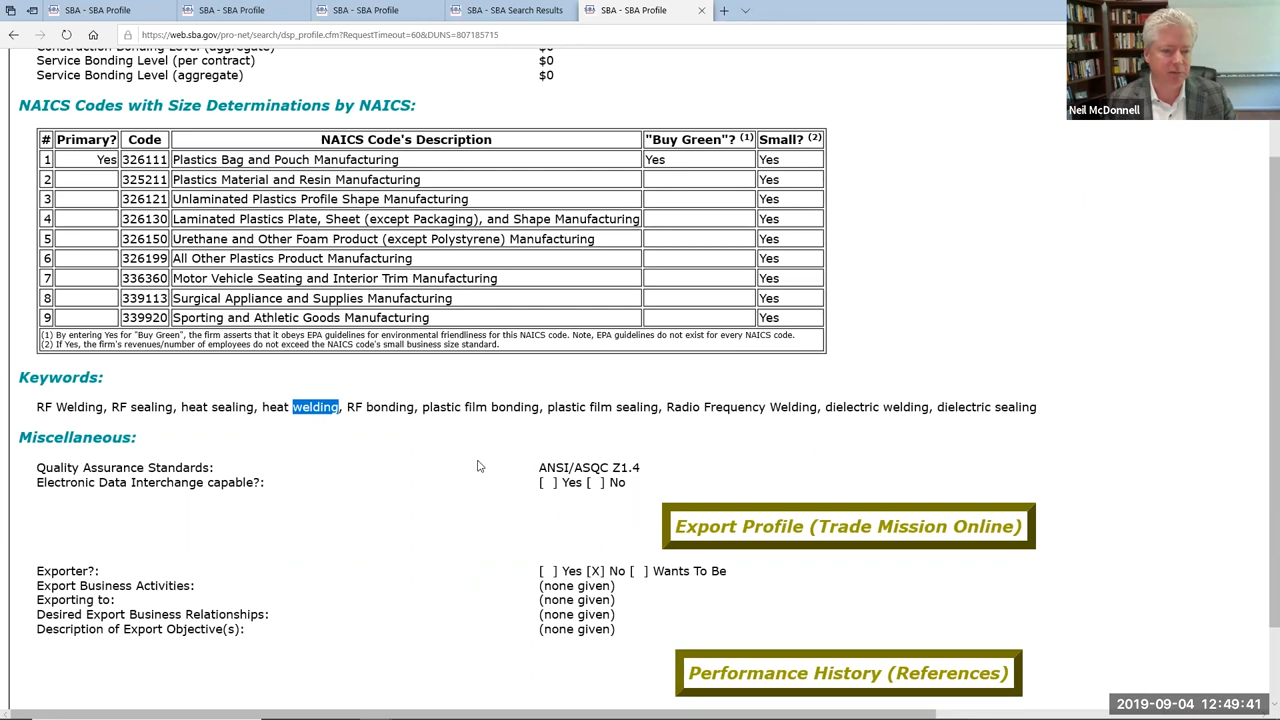 SBA - SBA Profile
SBA - SBA Profile
SBA - SBA Profile
SBA - SBA Search Results
SBA - SBA Profile
https://web.sba.gov/pro-net/search/dsp_profile.cfm?RequestTimeout=60&DUNS=807185715
Neil McDonnell
Construction Bonding Level (aggregate) $0
Service Bonding Level (per contract) $0
Service Bonding Level (aggregate) $0
NAICS Codes with Size Determinations by NAICS:
# Primary? Code NAICS Code's Description "Buy Green"? (1) Small? (2)
1 Yes 326111 Plastics Bag and Pouch Manufacturing Yes Yes
2 325211 Plastics Material and Resin Manufacturing Yes
3 326121 Unlaminated Plastics Profile Shape Manufacturing Yes
4 326130 Laminated Plastics Plate, Sheet (except Packaging), and Shape Manufacturing Yes
5 326150 Urethane and Other Foam Product (except Polystyrene) Manufacturing Yes
6 326199 All Other Plastics Product Manufacturing Yes
7 336360 Motor Vehicle Seating and Interior Trim Manufacturing Yes
8 339113 Surgical Appliance and Supplies Manufacturing Yes
9 339920 Sporting and Athletic Goods Manufacturing Yes
(1) By entering Yes for "Buy Green", the firm asserts that it obeys EPA guidelines for environmental friendliness for this NAICS code. Note, EPA guidelines do not exist for every NAICS code.
(2) If Yes, the firm's revenues/number of employees do not exceed the NAICS code's small business size standard.
Keywords:
RF Welding, RF sealing, heat sealing, heat welding, RF bonding, plastic film bonding, plastic film sealing, Radio Frequency Welding, dielectric welding, dielectric sealing
Miscellaneous:
Quality Assurance Standards: ANSI/ASQC Z1.4
Electronic Data Interchange capable?: [ ] Yes [ ] No
Export Profile (Trade Mission Online)
Exporter?: [ ] Yes [X] No [ ] Wants To Be
Export Business Activities: (none given)
Exporting to: (none given)
Desired Export Business Relationships: (none given)
Description of Export Objective(s): (none given)
Performance History (References)
2019-09-04 12:49:41